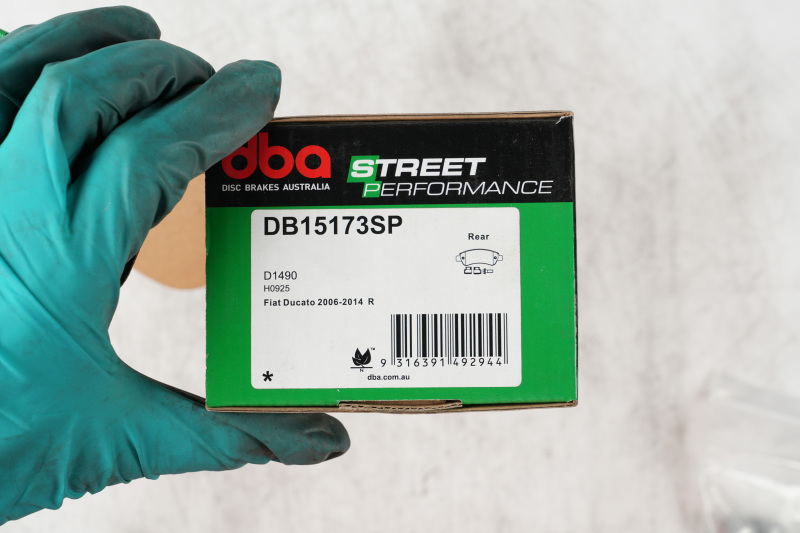 dba
DISC BRAKES AUSTRALIA
STREET
PERFORMANCE
DB15173SP
Rear
D1490
H0925
Fiat Ducato 2006-2014 R
™
N
9 316391 492944
* 
dba.com.au